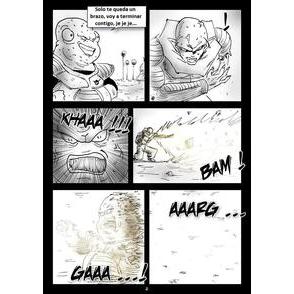 Solo te queda un
brazo, voy a terminar
contigo, je je je...
KHAAA !!!
BAM !
GAAA ...!
AAARG ...